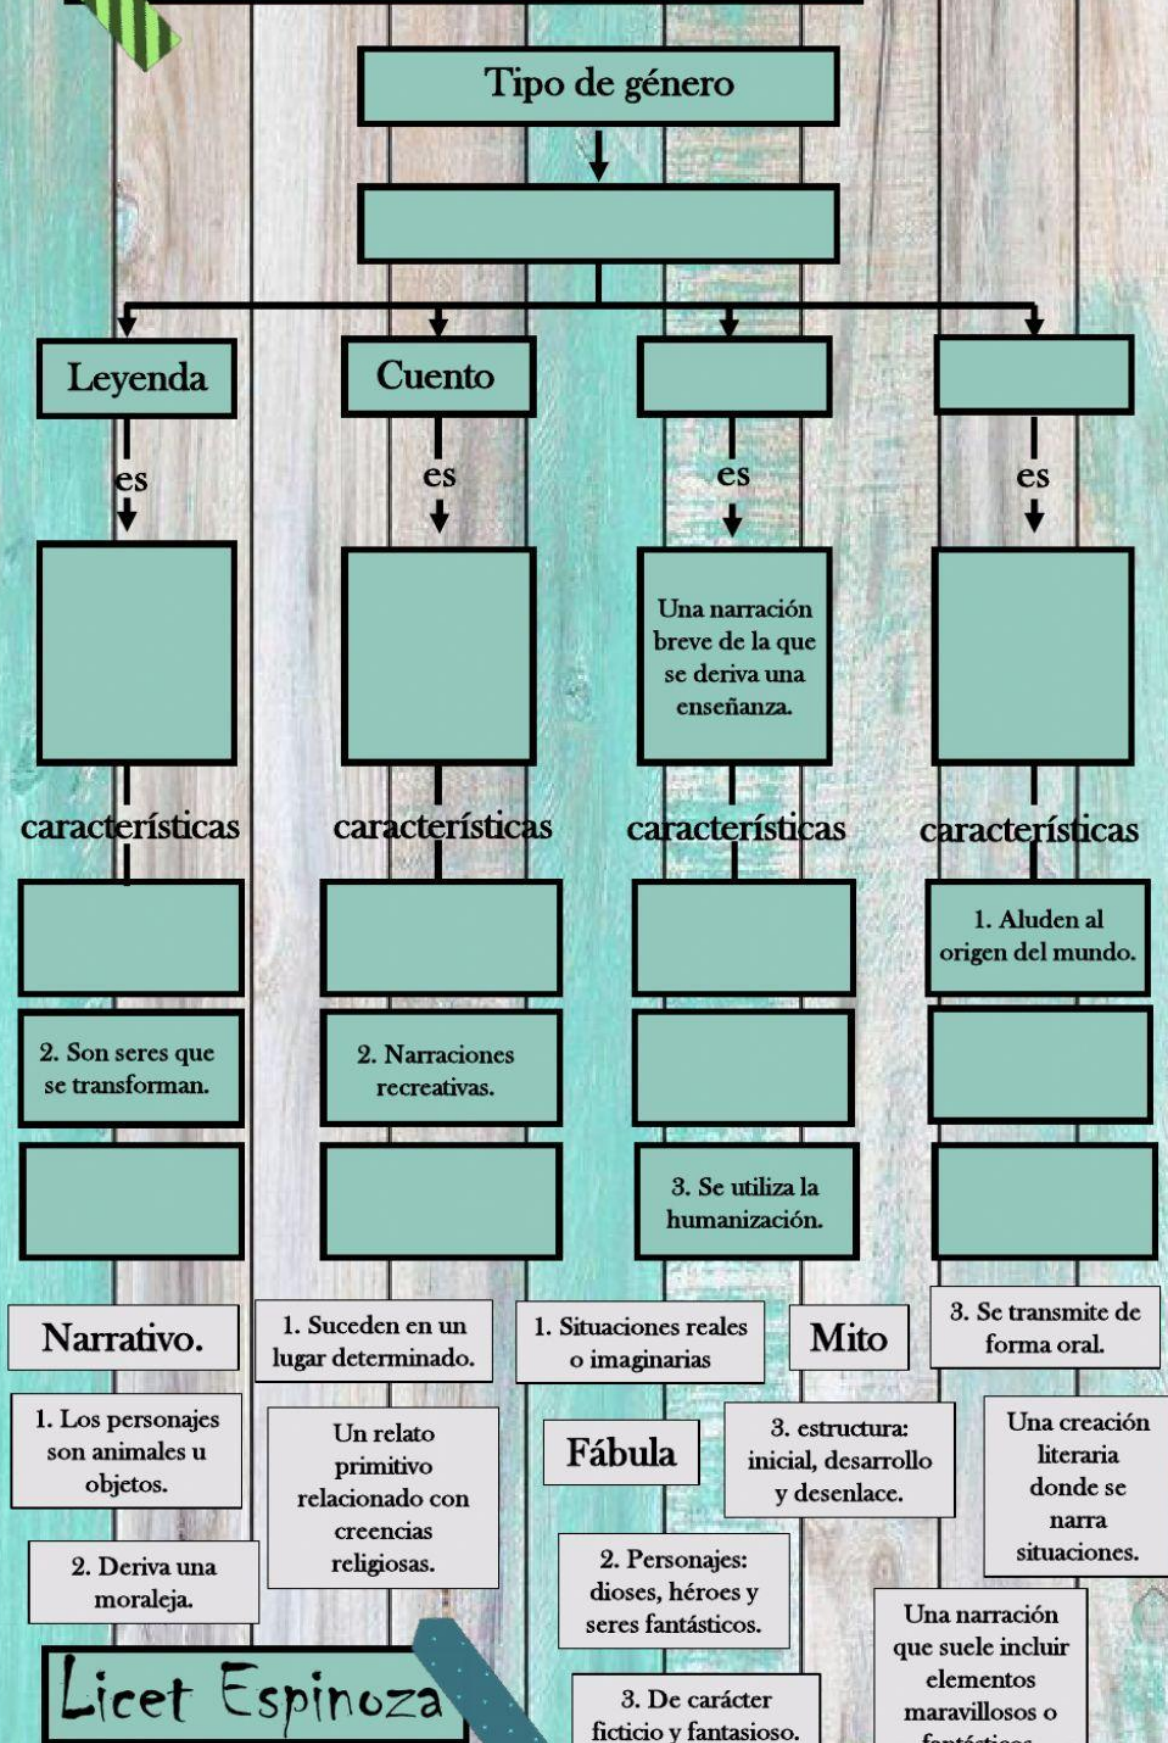 Tipo de género
Leyenda
Cuento
es
es
es
es
Una narración
breve de la que
se deriva una
enseñanza.
características
características
características
características
1. Aluden al
origen del mundo.
2. Son seres que
se transforman.
2. Narraciones
recreativas.
3. Se utiliza la
humanización.
Narrativo.
1. Suceden en un
lugar determinado.
1. Situaciones reales
o imaginarias
Mito
3. Se transmite de
forma oral.
1. Los personajes
son animales u
objetos.
Un relato
primitivo
relacionado con
creencias
religiosas.
Fábula
3. estructura:
inicial, desarrollo
y desenlace.
Una creación
literaria
donde se
narra
situaciones.
2. Deriva una
moraleja.
2. Personajes:
dioses, héroes y
seres fantásticos.
Una narración
que suele incluir
elementos
maravillosos o
Licet Espinoza
3. De carácter
ficticio y fantasioso.